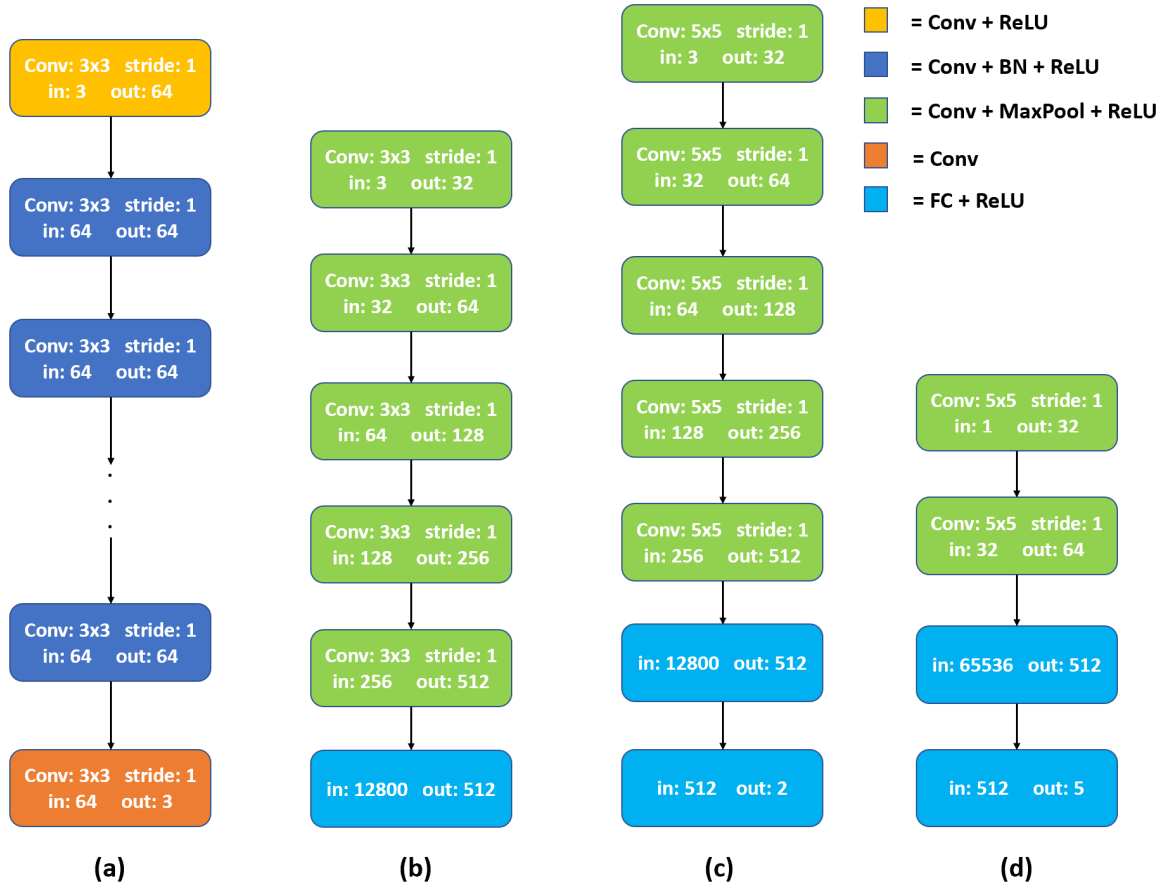 Conv: 3x3 stride: 1
in: 3 out: 64
Conv: 3x3 stride: 1
in: 64 out: 64
Conv: 3x3 stride: 1
in: 64 out: 64
. . .
Conv: 3x3 stride: 1
in: 64 out: 64
Conv: 3x3 stride: 1
in: 64 out: 3
(a)
Conv: 3x3 stride: 1
in: 3 out: 32
Conv: 3x3 stride: 1
in: 32 out: 64
Conv: 3x3 stride: 1
in: 64 out: 128
Conv: 3x3 stride: 1
in: 128 out: 256
Conv: 3x3 stride: 1
in: 256 out: 512
in: 12800 out: 512
(b)
Conv: 5x5 stride: 1
in: 3 out: 32
Conv: 5x5 stride: 1
in: 32 out: 64
Conv: 5x5 stride: 1
in: 64 out: 128
Conv: 5x5 stride: 1
in: 128 out: 256
Conv: 5x5 stride: 1
in: 256 out: 512
in: 12800 out: 512
in: 512 out: 2
(c)
Conv: 5x5 stride: 1
in: 1 out: 32
Conv: 5x5 stride: 1
in: 32 out: 64
in: 65536 out: 512
in: 512 out: 5
(d)
= Conv + ReLU
= Conv + BN + ReLU
= Conv + MaxPool + ReLU
= Conv
= FC + ReLU